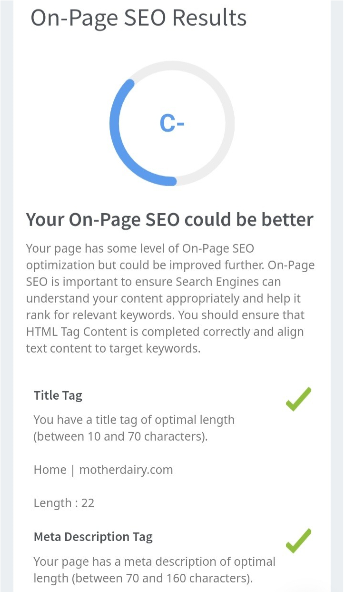 On-Page SEO Results
C-
Your On-Page SEO could be better
Your page has some level of On-Page SEO
optimization but could be improved further. On-Page
SEO is important to ensure Search Engines can
understand your content appropriately and help it
rank for relevant keywords. You should ensure that
HTML Tag Content is completed correctly and align
text content to target keywords.
Title Tag
You have a title tag of optimal length
(between 10 and 70 characters).
Home | motherdairy.com
Length : 22
Meta Description Tag
Your page has a meta description of optimal
length (between 70 and 160 characters).